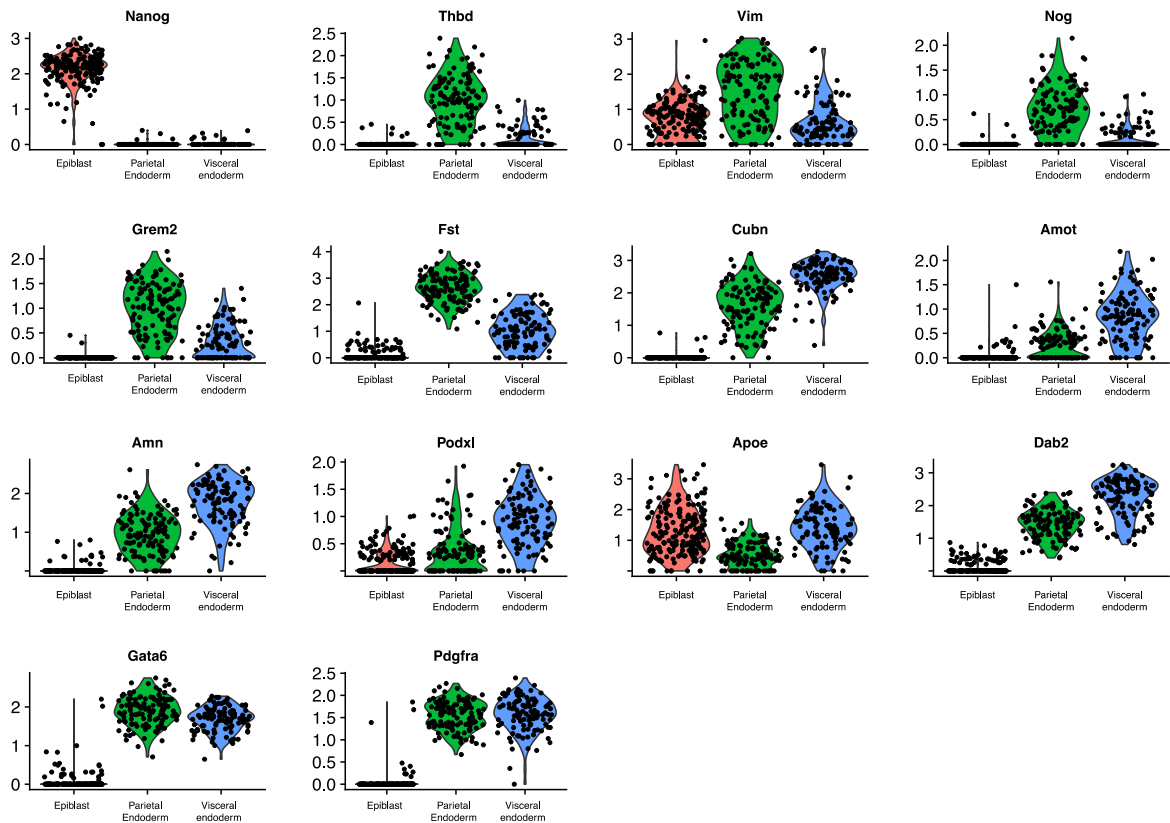 Nanog
3
2
1
0
Epiblast
Parietal
Endoderm
Visceral
endoderm
Thbd
2.5
2.0
1.5
1.0
0.5
0.0
Epiblast
Parietal
Endoderm
Visceral
endoderm
Vim
3
2
1
0
Epiblast
Parietal
Endoderm
Visceral
endoderm
Nog
2.0
1.5
1.0
0.5
0.0
Epiblast
Parietal
Endoderm
Visceral
endoderm
Grem2
2.0
1.5
1.0
0.5
0.0
Epiblast
Parietal
Endoderm
Visceral
endoderm
Fst
4
3
2
1
0
Epiblast
Parietal
Endoderm
Visceral
endoderm
Cubn
3
2
1
0
Epiblast
Parietal
Endoderm
Visceral
endoderm
Amot
2.0
1.5
1.0
0.5
0.0
Epiblast
Parietal
Endoderm
Visceral
endoderm
Amn
2
1
Epiblast
Parietal
Endoderm
Visceral
endoderm
Podxl
2.0
1.5
1.0
0.5
Epiblast
Parietal
Endoderm
Visceral
endoderm
Apoe
3
2
1
Epiblast
Parietal
Endoderm
Visceral
endoderm
Dab2
3
2
1
Epiblast
Parietal
Endoderm
Visceral
endoderm
Gata6
2
1
0
Epiblast
Parietal
Endoderm
Visceral
endoderm
Pdgfra
2.5
2.0
1.5
1.0
0.5
0.0
Epiblast
Parietal
Endoderm
Visceral
endoderm